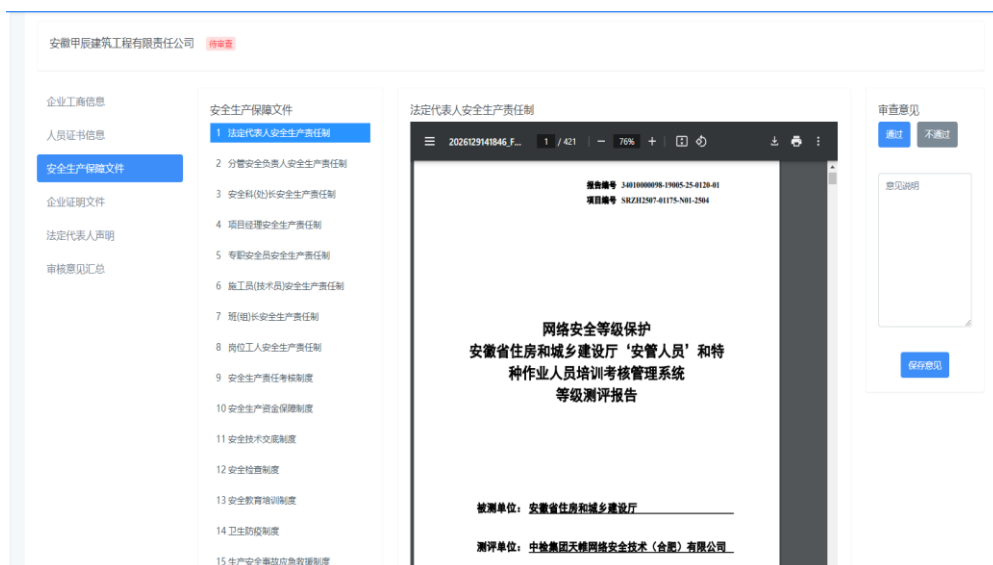 安徽甲辰建筑工程有限责任公司 待审查
企业工商信息
人员证书信息
安全生产保障文件
企业证明文件
法定代表人声明
审核意见汇总
安全生产保障文件
1 法定代表人安全生产责任制
2 分管安全负责人安全生产责任制
3 安全科(处)长安全生产责任制
4 项目经理安全生产责任制
5 专职安全员安全生产责任制
6 施工员(技术员)安全生产责任制
7 班(组)长安全生产责任制
8 岗位工人安全生产责任制
9 安全生产责任考核制度
10 安全生产资金保障制度
11 安全技术交底制度
12 安全检查制度
13 安全教育培训制度
14 卫生防疫制度
15 生产安全事故应急救援制度
法定代表人安全生产责任制
2026129141846_F... 1 / 421 76%
报告编号 34010000098-19005-25-0120-01
项目编号 SRZH2507-01175-N01-2504
网络安全等级保护
安徽省住房和城乡建设厅‘安管人员’和特
种作业人员培训考核管理系统
等级测评报告
被测单位：安徽省住房和城乡建设厅
测评单位：中检集团天帷网络安全技术（合肥）有限公司
审查意见
通过 不通过
意见说明
保存意见